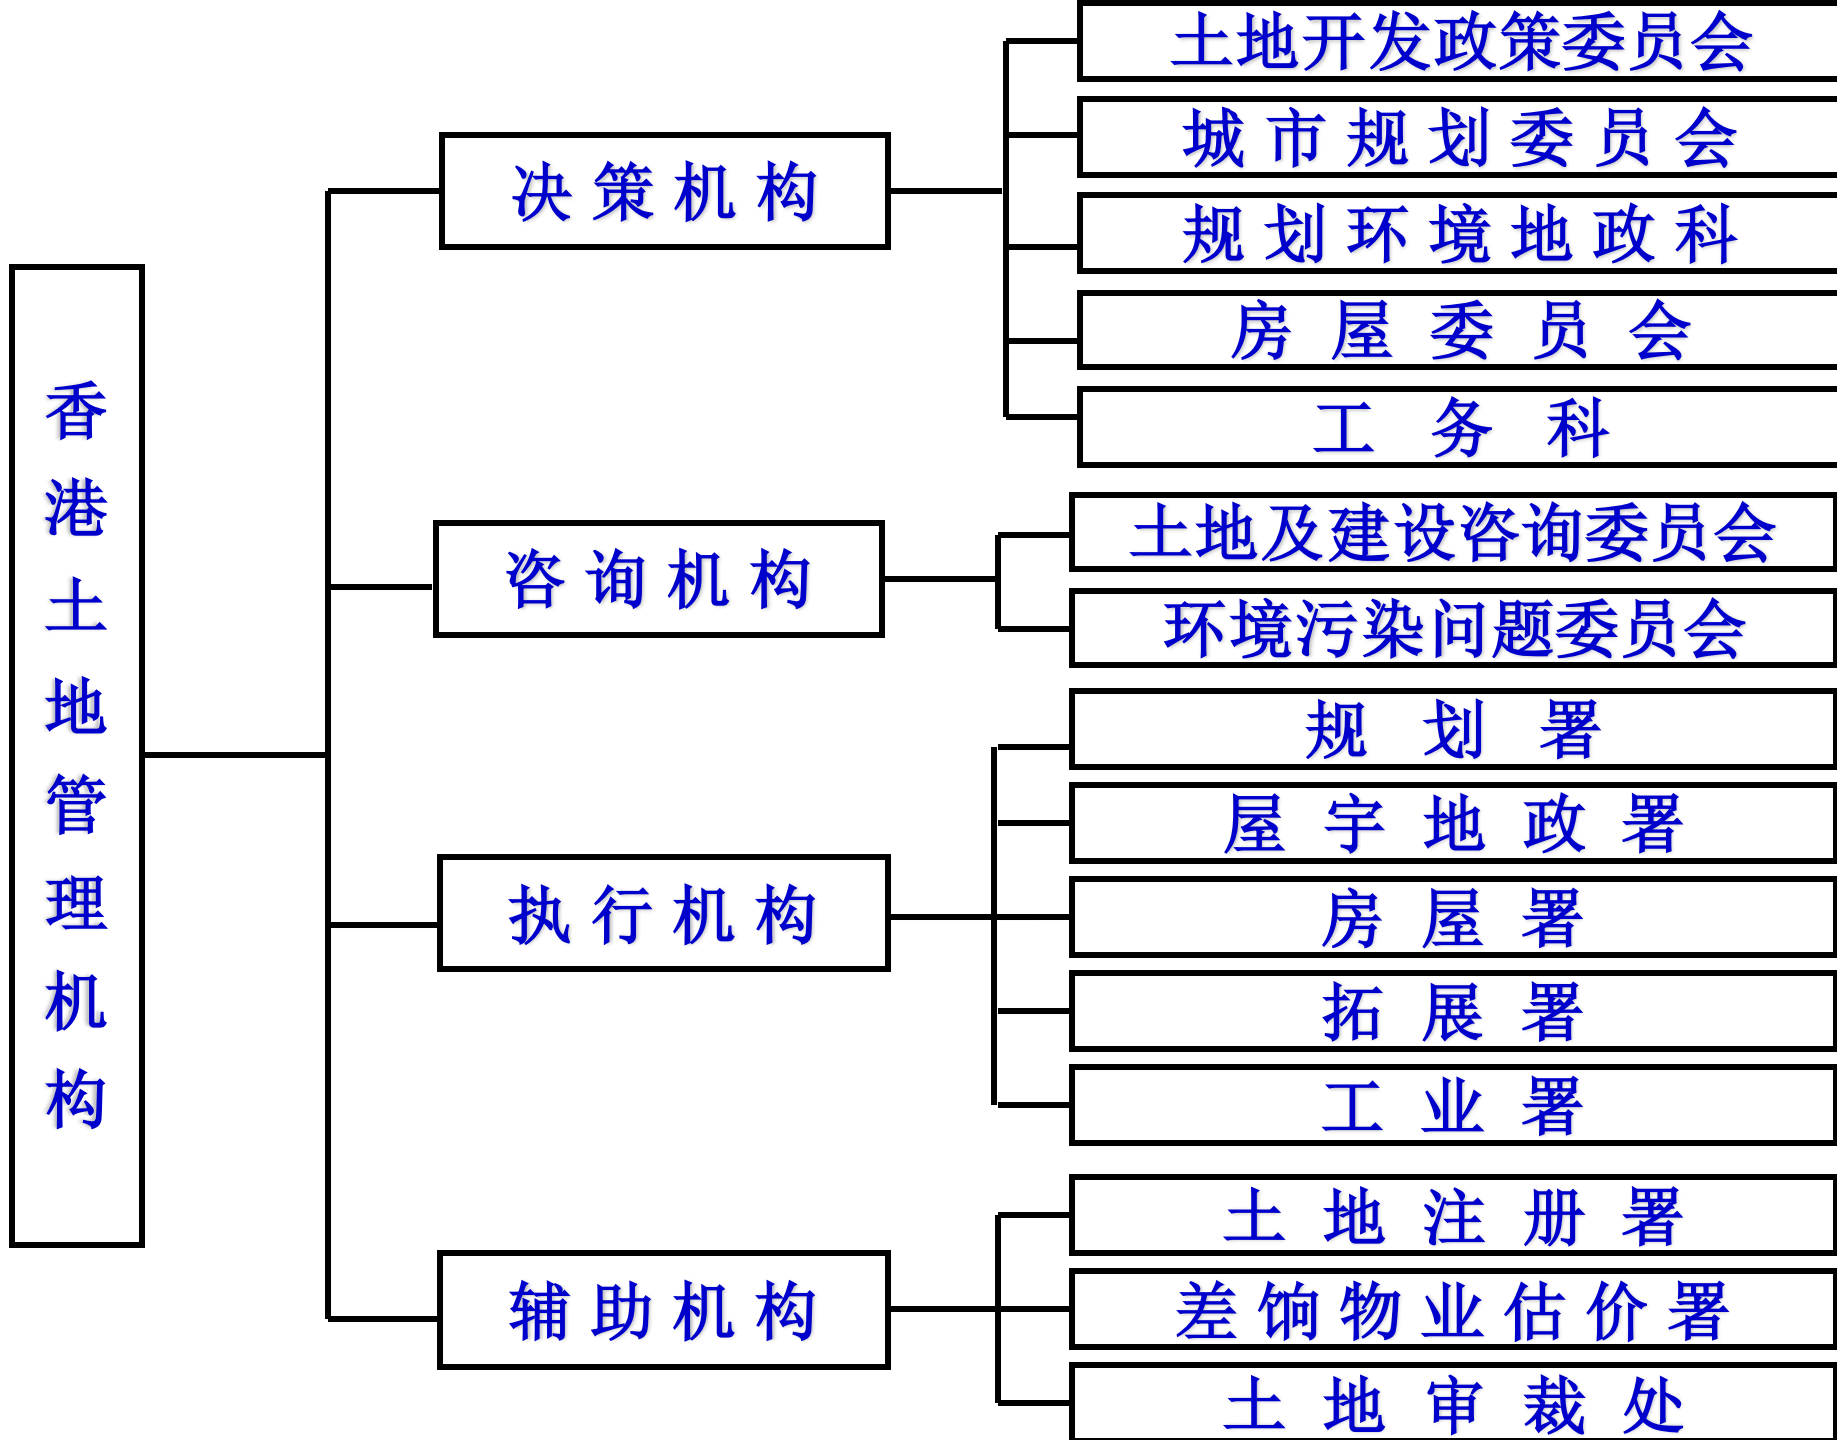 香港土地管理机构
决策机构
土地开发政策委员会
城市规划委员会
规划环境地政科
房屋委员会
工务科
咨询机构
土地及建设咨询委员会
环境污染问题委员会
执行机构
规划署
屋宇地政署
房屋署
拓展署
工业署
辅助机构
土地注册署
差饷物业估价署
土地审裁处